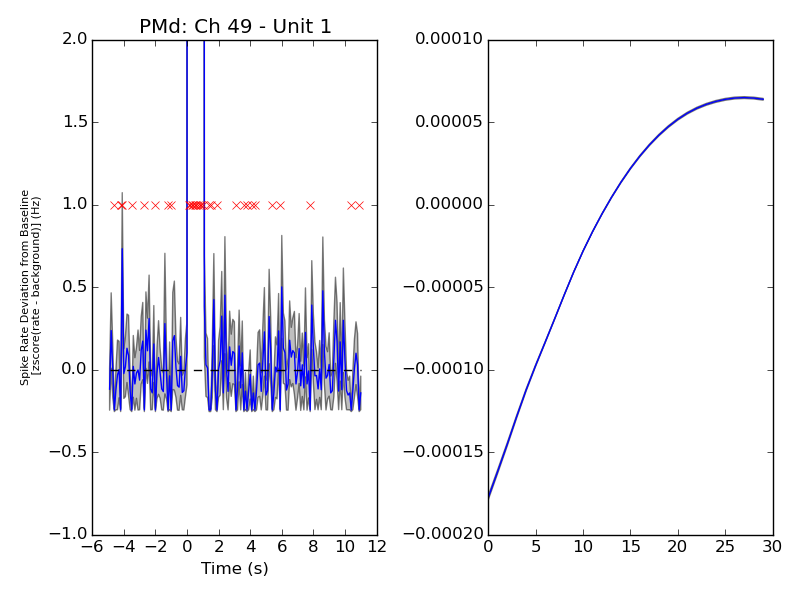 PMd: Ch 49 - Unit 1
2.0
1.5
1.0
0.5
0.0
−0.5
−1.0
Spike Rate Deviation from Baseline
[zscore(rate - background)] (Hz)
−6 −4 −2 0 2 4 6 8 10 12
Time (s)
0.00010
0.00005
0.00000
−0.00005
−0.00010
−0.00015
−0.00020
0 5 10 15 20 25 30